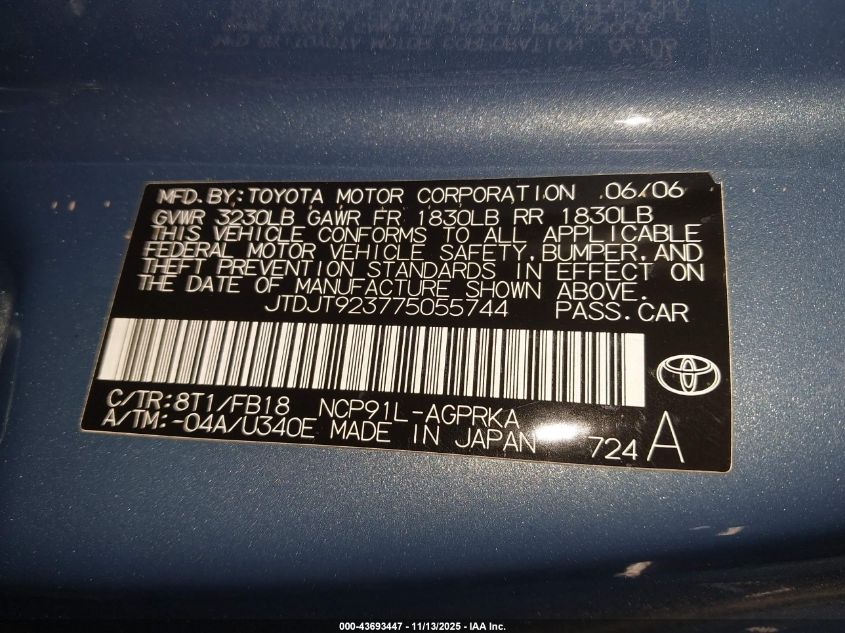 MFD.BY:TOYOTA MOTOR CORPORATION 06/06
GVWR 3230LB GAWR FR 1830LB RR 1830LB
THIS VEHICLE CONFORMS TO ALL APPLICABLE
FEDERAL MOTOR VEHICLE SAFETY,BUMPER,AND
THEFT PREVENTION STANDARDS IN EFFECT ON
THE DATE OF MANUFACTURE SHOWN ABOVE.
JTDJT923775055744 PASS.CAR
C/TR:8T1/FB18 NCP91L-AGPRKA
A/TM:-04A/U340E MADE IN JAPAN 724 A
000-43693447 - 11/13/2025 - IAA Inc.